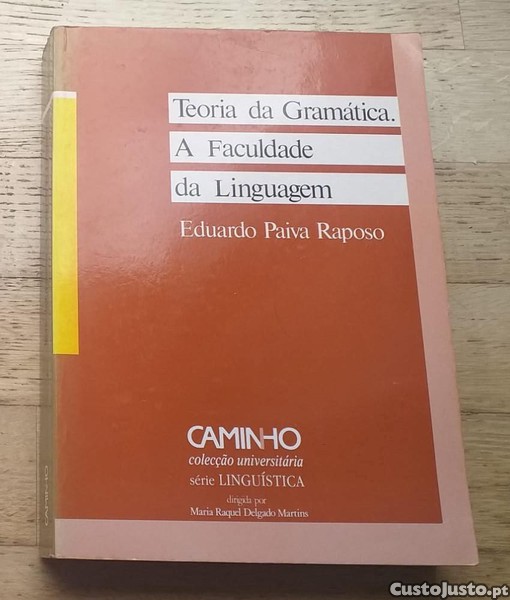 Teoria da Gramática.
A Faculdade
da Linguagem
Eduardo Paiva Raposo
CAMINHO
colecção universitária
série LINGUÍSTICA
dirigida por
Maria Raquel Delgado Martins
CAMINHO
CustoJusto.pt